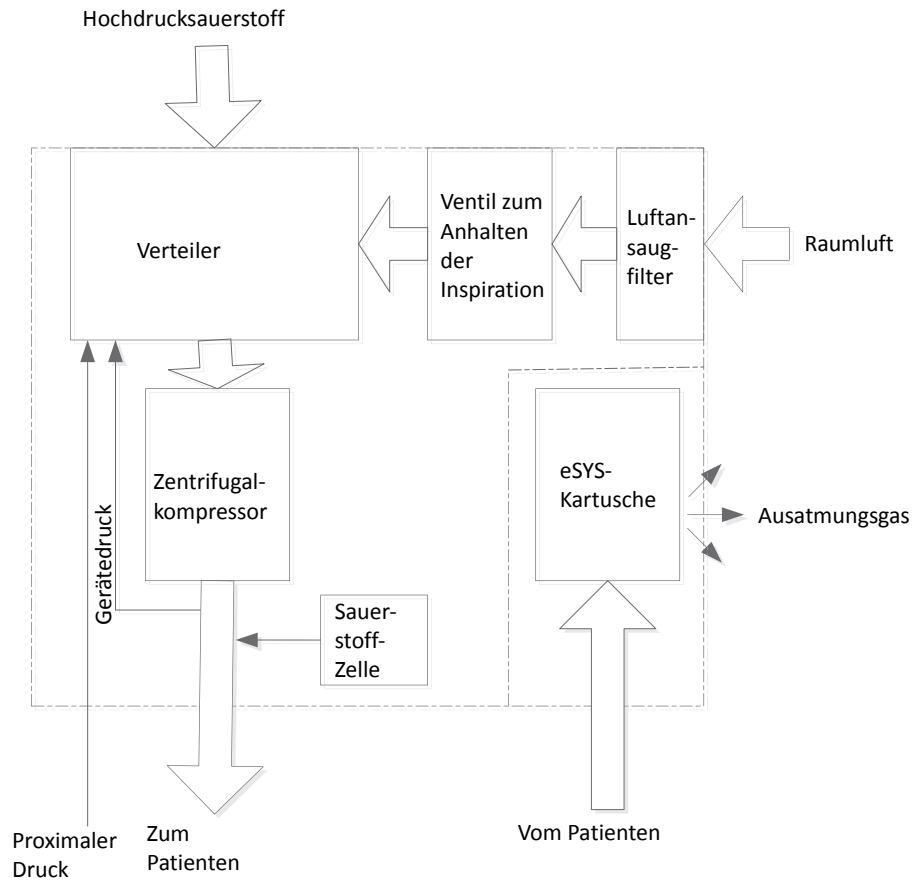 Hochdrucksauerstoff
Verteiler
Ventil zum
Anhalten
der
Inspiration
Luftan-
saug-
filter
Raumluft
Zentrifugal-
kompressor
eSYS-
Kartusche
Ausatmungsgas
Gerätedruck
Sauer-
stoff-
Zelle
Proximaler
Druck
Zum
Patienten
Vom Patienten